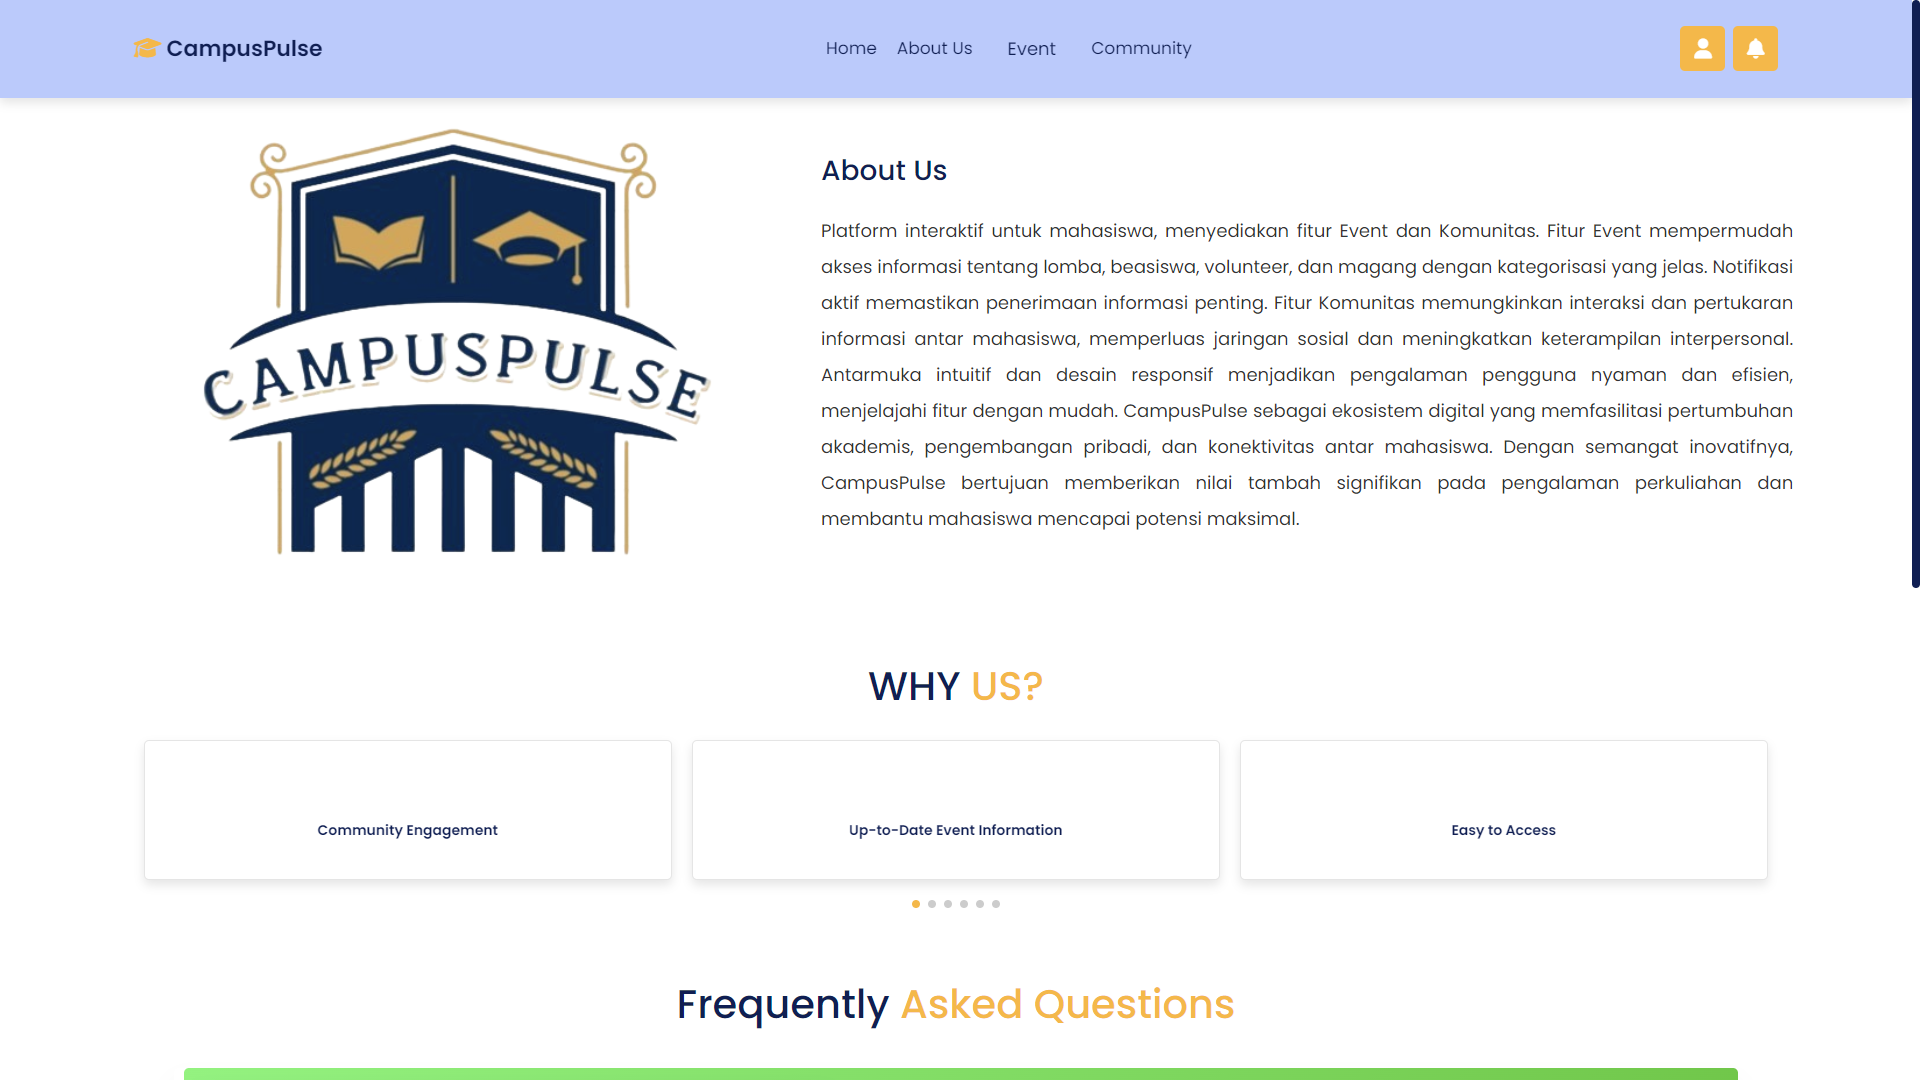 CampusPulse
Home About Us Event Community
CAMPUSPULSE
About Us
Platform interaktif untuk mahasiswa, menyediakan fitur Event dan Komunitas. Fitur Event mempermudah
akses informasi tentang lomba, beasiswa, volunteer, dan magang dengan kategorisasi yang jelas. Notifikasi
aktif memastikan penerimaan informasi penting. Fitur Komunitas memungkinkan interaksi dan pertukaran
informasi antar mahasiswa, memperluas jaringan sosial dan meningkatkan keterampilan interpersonal.
Antarmuka intuitif dan desain responsif menjadikan pengalaman pengguna nyaman dan efisien,
menjelajahi fitur dengan mudah. CampusPulse sebagai ekosistem digital yang memfasilitasi pertumbuhan
akademis, pengembangan pribadi, dan konektivitas antar mahasiswa. Dengan semangat inovatifnya,
CampusPulse bertujuan memberikan nilai tambah signifikan pada pengalaman perkuliahan dan
membantu mahasiswa mencapai potensi maksimal.
WHY US?
Community Engagement
Up-to-Date Event Information
Easy to Access
Frequently Asked Questions